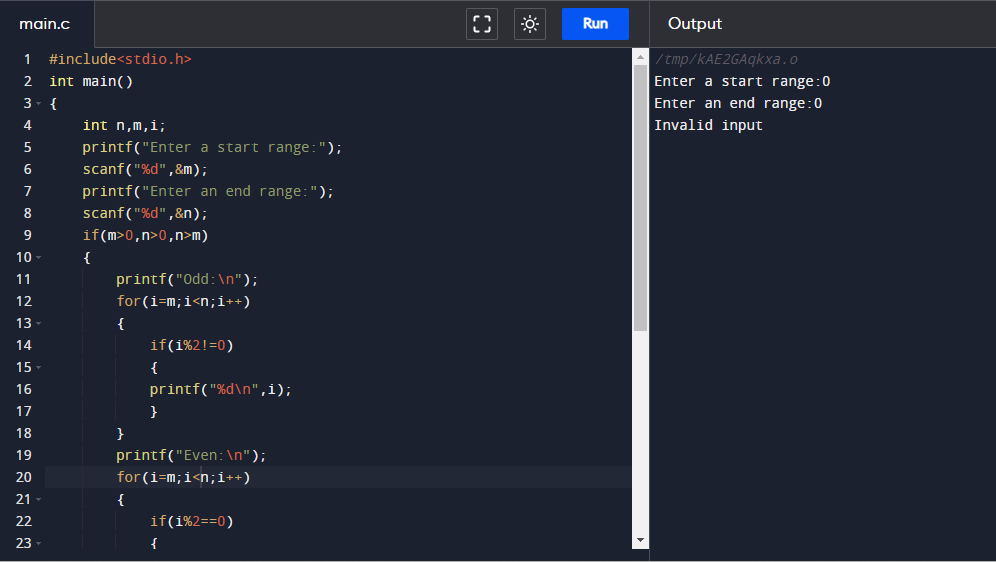 main.c
Run
Output
1 #include<stdio.h>
2 int main()
3 {
4 int n,m,i;
5 printf("Enter a start range:");
6 scanf("%d",&m);
7 printf("Enter an end range:");
8 scanf("%d",&n);
9 if(m>0,n>0,n>m)
10 {
11 printf("Odd:\n");
12 for(i=m;i<n;i++)
13 {
14 if(i%2!=0)
15 {
16 printf("%d\n",i);
17 }
18 }
19 printf("Even:\n");
20 for(i=m;i<n;i++)
21 {
22 if(i%2==0)
23 {
/tmp/kAE2GAqkxa.o
Enter a start range:0
Enter an end range:0
Invalid input